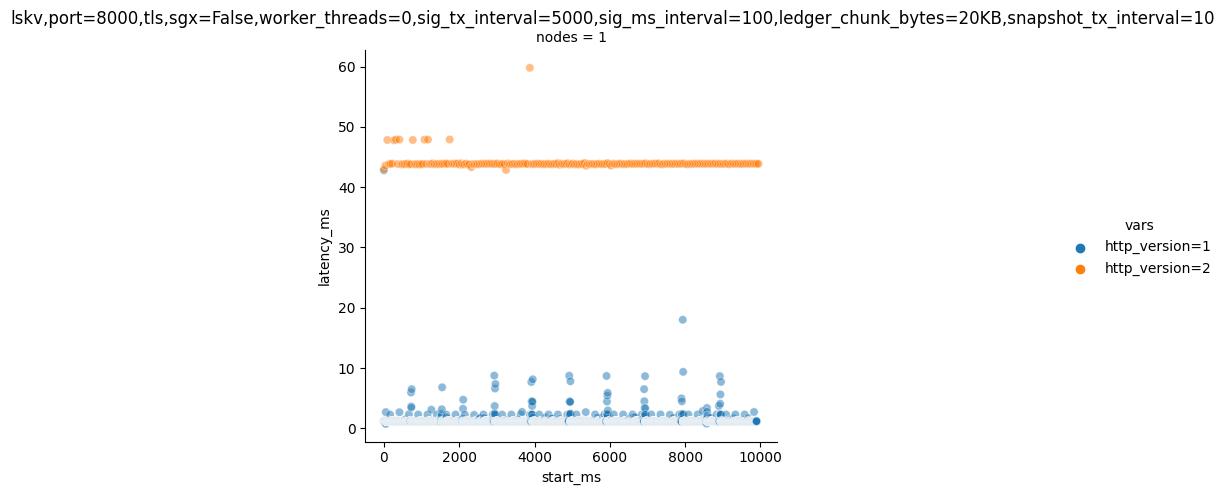 lskv,port=8000,tls,sgx=False,worker_threads=0,sig_tx_interval=5000,sig_ms_interval=100,ledger_chunk_bytes=20KB,snapshot_tx_interval=10
nodes = 1
60
50
40
30
20
10
0
latency_ms
0 2000 4000 6000 8000 10000
start_ms
vars
http_version=1
http_version=2